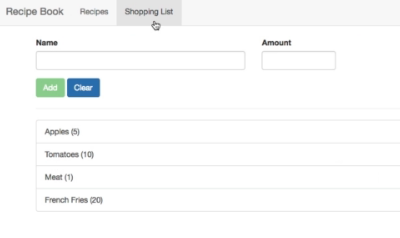 Recipe Book Recipes Shopping List
Name Amount
Add Clear
Apples (5)
Tomatoes (10)
Meat (1)
French Fries (20)